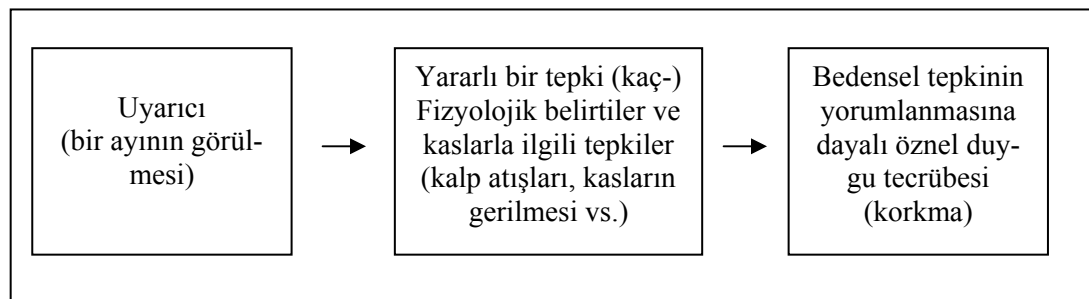 Uyarıcı
(bir ayının görül-
mesi)
Yararlı bir tepki (kaç-)
Fizyolojik belirtiler ve
kaslarla ilgili tepkiler
(kalp atışları, kasların
gerilmesi vs.)
Bedensel tepkinin
yorumlanmasına
dayalı öznel duy-
gu tecrübesi
(korkma)